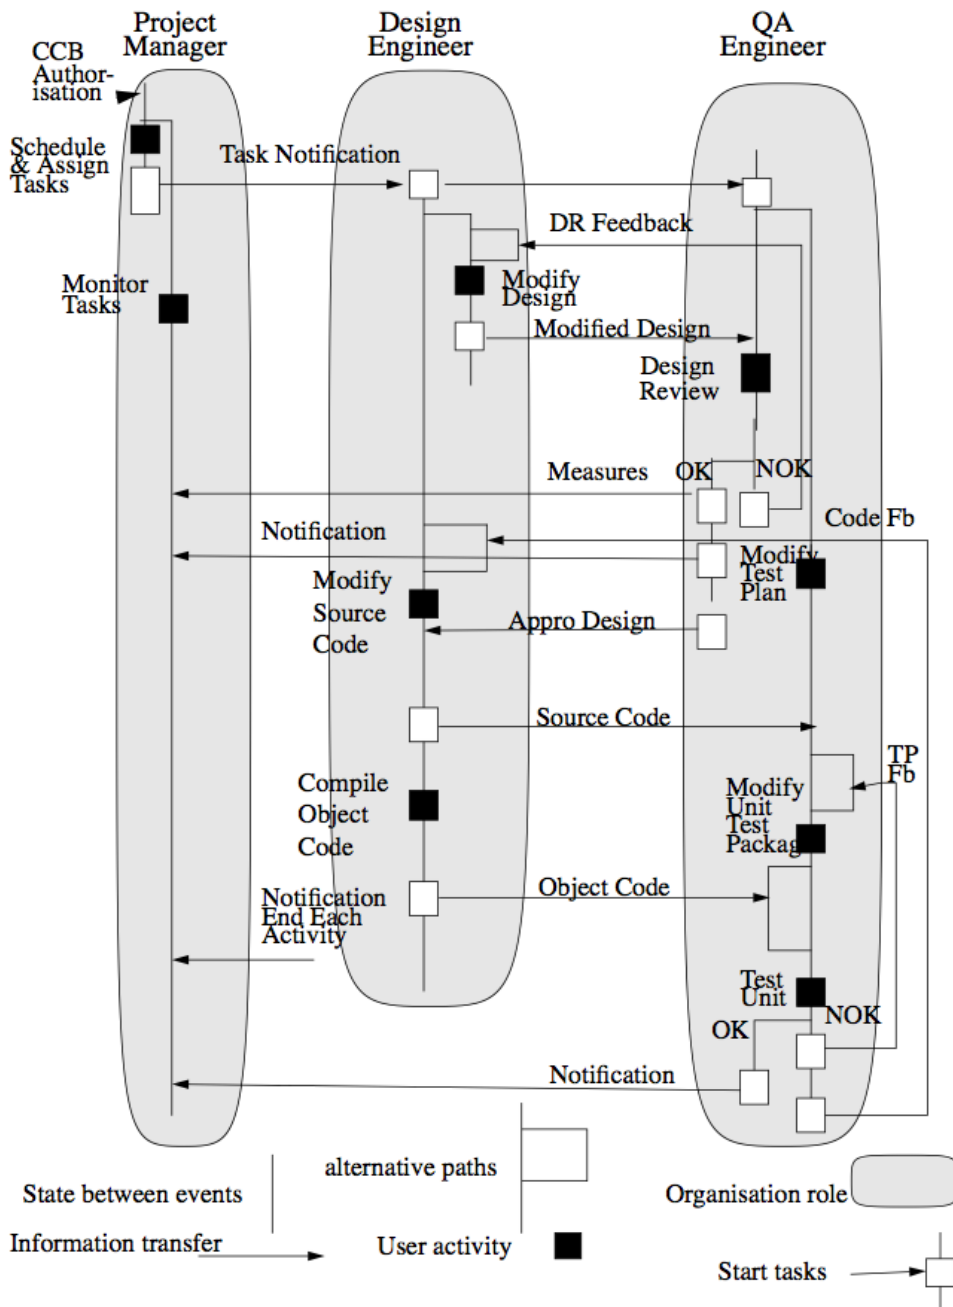 Project
Manager
Design
Engineer
QA
Engineer
CCB
Author-
isation
Schedule
& Assign
Tasks
Task Notification
DR Feedback
Monitor
Tasks
Modify
Design
Modified Design
Design
Review
Measures
OK
NOK
Notification
Code Fb
Modify
Test
Plan
Modify
Source
Code
Appro Design
Source Code
TP
Fb
Compile
Object
Code
Modify
Unit
Test
Packag
Notification
End Each
Activity
Object Code
Test
Unit
OK
NOK
Notification
State between events
alternative paths
Organisation role
Information transfer
User activity
Start tasks